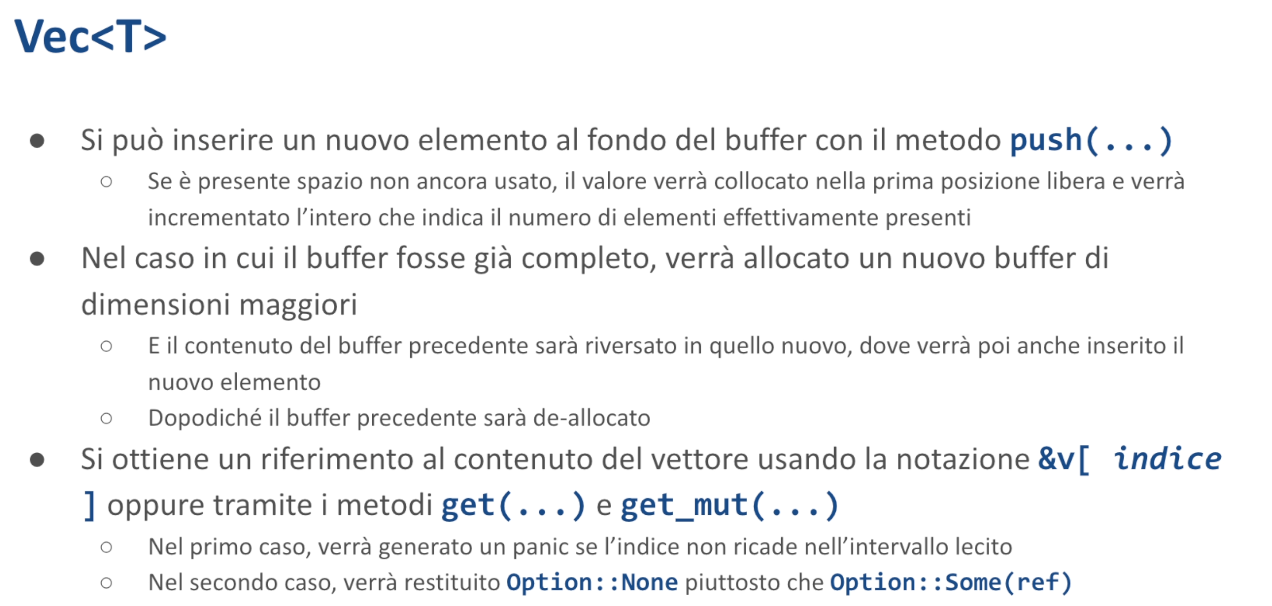 Vec<T>
● Si può inserire un nuovo elemento al fondo del buffer con il metodo push(...)
○ Se è presente spazio non ancora usato, il valore verrà collocato nella prima posizione libera e verrà
incrementato l’intero che indica il numero di elementi effettivamente presenti
● Nel caso in cui il buffer fosse già completo, verrà allocato un nuovo buffer di
dimensioni maggiori
○ E il contenuto del buffer precedente sarà riversato in quello nuovo, dove verrà poi anche inserito il
nuovo elemento
○ Dopodiché il buffer precedente sarà de-allocato
● Si ottiene un riferimento al contenuto del vettore usando la notazione &v[ indice
] oppure tramite i metodi get(...) e get_mut(...)
○ Nel primo caso, verrà generato un panic se l’indice non ricade nell’intervallo lecito
○ Nel secondo caso, verrà restituito Option::None piuttosto che Option::Some(ref)